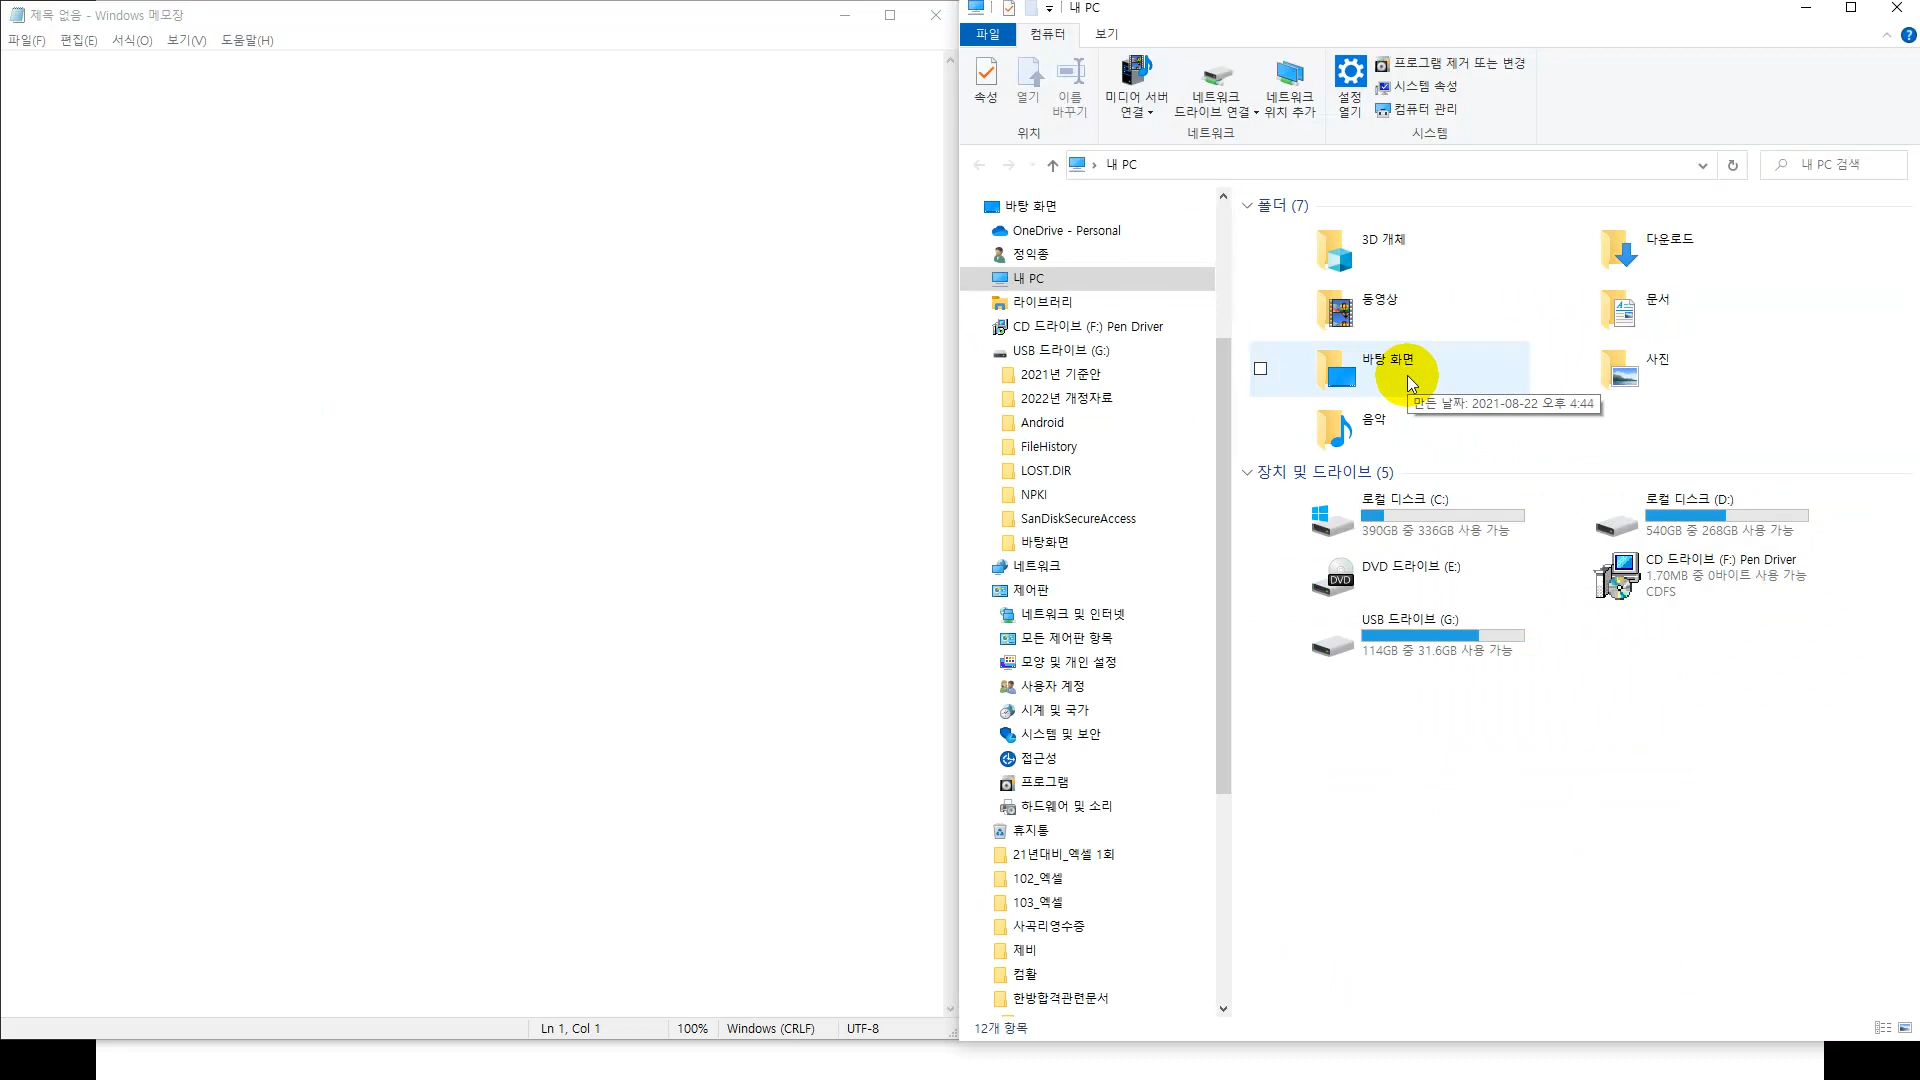 제목 없음 - Windows 메모장
파일(F) 편집(E) 서식(O) 보기(V) 도움말(H)
Ln 1, Col 1 100% Windows (CRLF) UTF-8
내 PC
파일 컴퓨터 보기
속성
열기
이름
바꾸기
위치
미디어 서버
연결
네트워크
드라이브 연결
네트워크
위치 추가
네트워크
설정
열기
프로그램 제거 또는 변경
시스템 속성
컴퓨터 관리
시스템
내 PC
내 PC 검색
바탕 화면
OneDrive - Personal
정익종
내 PC
라이브러리
CD 드라이브 (F:) Pen Driver
USB 드라이브 (G:)
2021년 기준안
2022년 개정자료
Android
FileHistory
LOST.DIR
NPKI
SanDiskSecureAccess
바탕화면
네트워크
제어판
네트워크 및 인터넷
모든 제어판 항목
모양 및 개인 설정
사용자 계정
시계 및 국가
시스템 및 보안
접근성
프로그램
하드웨어 및 소리
휴지통
21년대비_엑셀 1회
102_엑셀
103_엑셀
사곡리영수증
제비
컴활
한방합격관련문서
폴더 (7)
3D 개체
다운로드
동영상
문서
바탕 화면
사진
만든 날짜: 2021-08-22 오후 4:44
음악
장치 및 드라이브 (5)
로컬 디스크 (C:)
390GB 중 336GB 사용 가능
로컬 디스크 (D:)
540GB 중 268GB 사용 가능
DVD
DVD 드라이브 (E:)
CD 드라이브 (F:) Pen Driver
1.70MB 중 0바이트 사용 가능
CDFS
USB 드라이브 (G:)
114GB 중 31.6GB 사용 가능
12개 항목